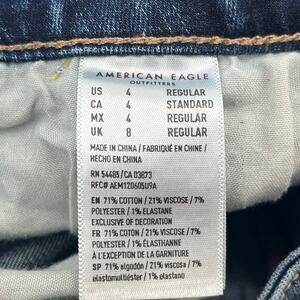 AMERICAN EAGLE
OUTFITTERS
US 4 REGULAR
CA 4 STANDARD
MX 4 REGULAR
UK 8 REGULAR
MADE IN CHINA / FABRIQUÉ EN CHINE /
HECHO EN CHINA
RN 54485/CA 03873
RFC# AEM120605U9A
EN 71% COTTON / 21% VISCOSE / 7%
POLYESTER / 1% ELASTANE
EXCLUSIVE OF DECORATION
FR 71% COTON / 21% VISCOSE / 7%
POLYESTER / 1% ÉLASTHANNE
À L'EXCEPTION DE LA GARNITURE
SP 71% algodón / 21% viscosa / 7%
elastomultiéster / 1% elastano